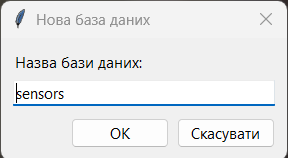 Нова база даних
Назва бази даних:
sensors
OK
Скасувати